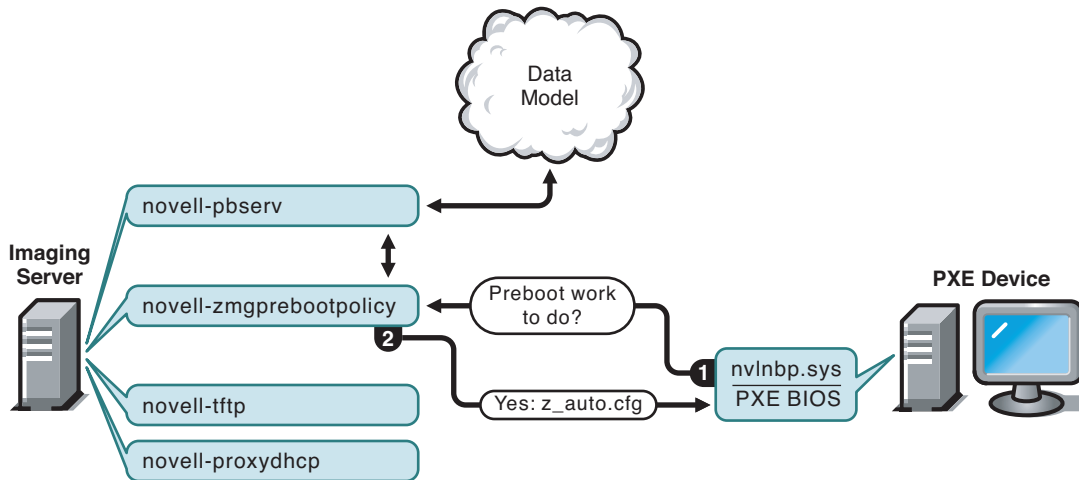 Data
Model
novell-pbserv
Imaging
Server
novell-zmgprebootpolicy
Preboot work
to do?
PXE Device
2
1
nvlnbp.sys
PXE BIOS
novell-tftp
Yes: z_auto.cfg
novell-proxydhcp